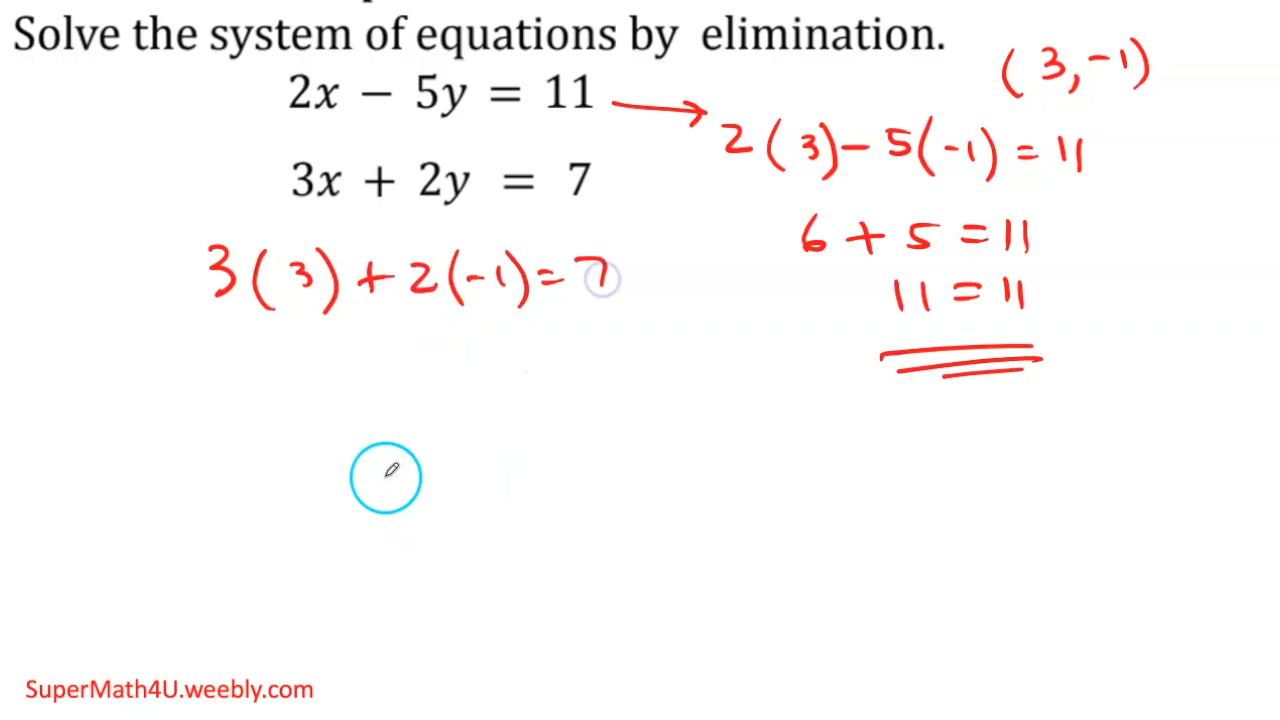 Solve the system of equations by elimination.
(3,-1)
2x − 5y = 11
2(3)-5(-1)=11
3x + 2y = 7
6+5=11
3(3)+2(-1)=7
11=11
SuperMath4U.weebly.com